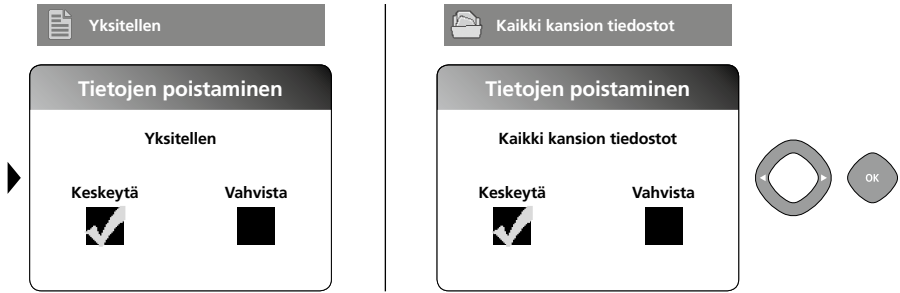 Yksitellen
Tietojen poistaminen
Yksitellen
Keskeytä Vahvista
Kaikki kansion tiedostot
Tietojen poistaminen
Kaikki kansion tiedostot
Keskeytä Vahvista
OK